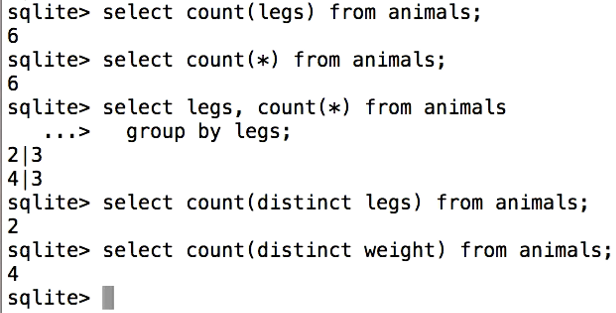 sqlite> select count(legs) from animals;
6
sqlite> select count(*) from animals;
6
sqlite> select legs, count(*) from animals
   ...>   group by legs;
2|3
4|3
sqlite> select count(distinct legs) from animals;
2
sqlite> select count(distinct weight) from animals;
4
sqlite>